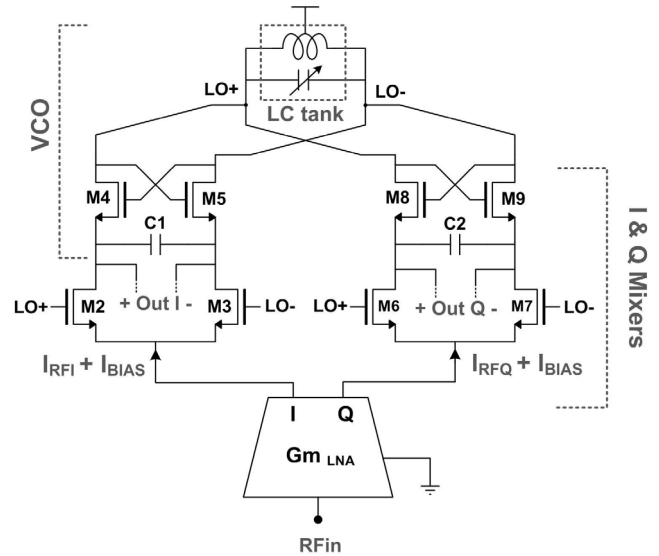 LO+
LO-
LC tank
VCO
M4
M5
M8
M9
C1
C2
I & Q Mixers
LO+
M2
+ Out I -
M3
LO-
LO+
M6
+ Out Q -
M7
LO-
IRFI + IBIAS
IRFQ + IBIAS
I
Q
Gm LNA
RFin